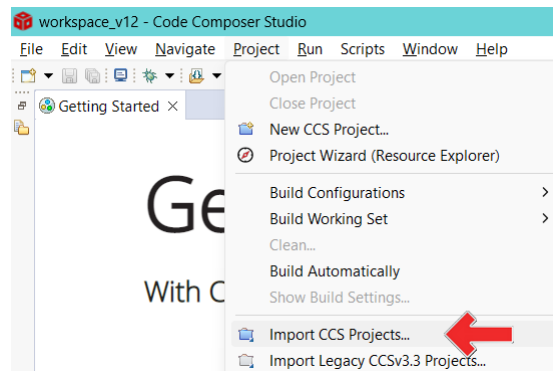 workspace_v12 - Code Composer Studio
File Edit View Navigate Project Run Scripts Window Help
Getting Started
Open Project
Close Project
New CCS Project...
Project Wizard (Resource Explorer)
Build Configurations
Build Working Set
Clean...
Build Automatically
Show Build Settings...
Import CCS Projects...
Import Legacy CCSv3.3 Projects...
Ge
With C